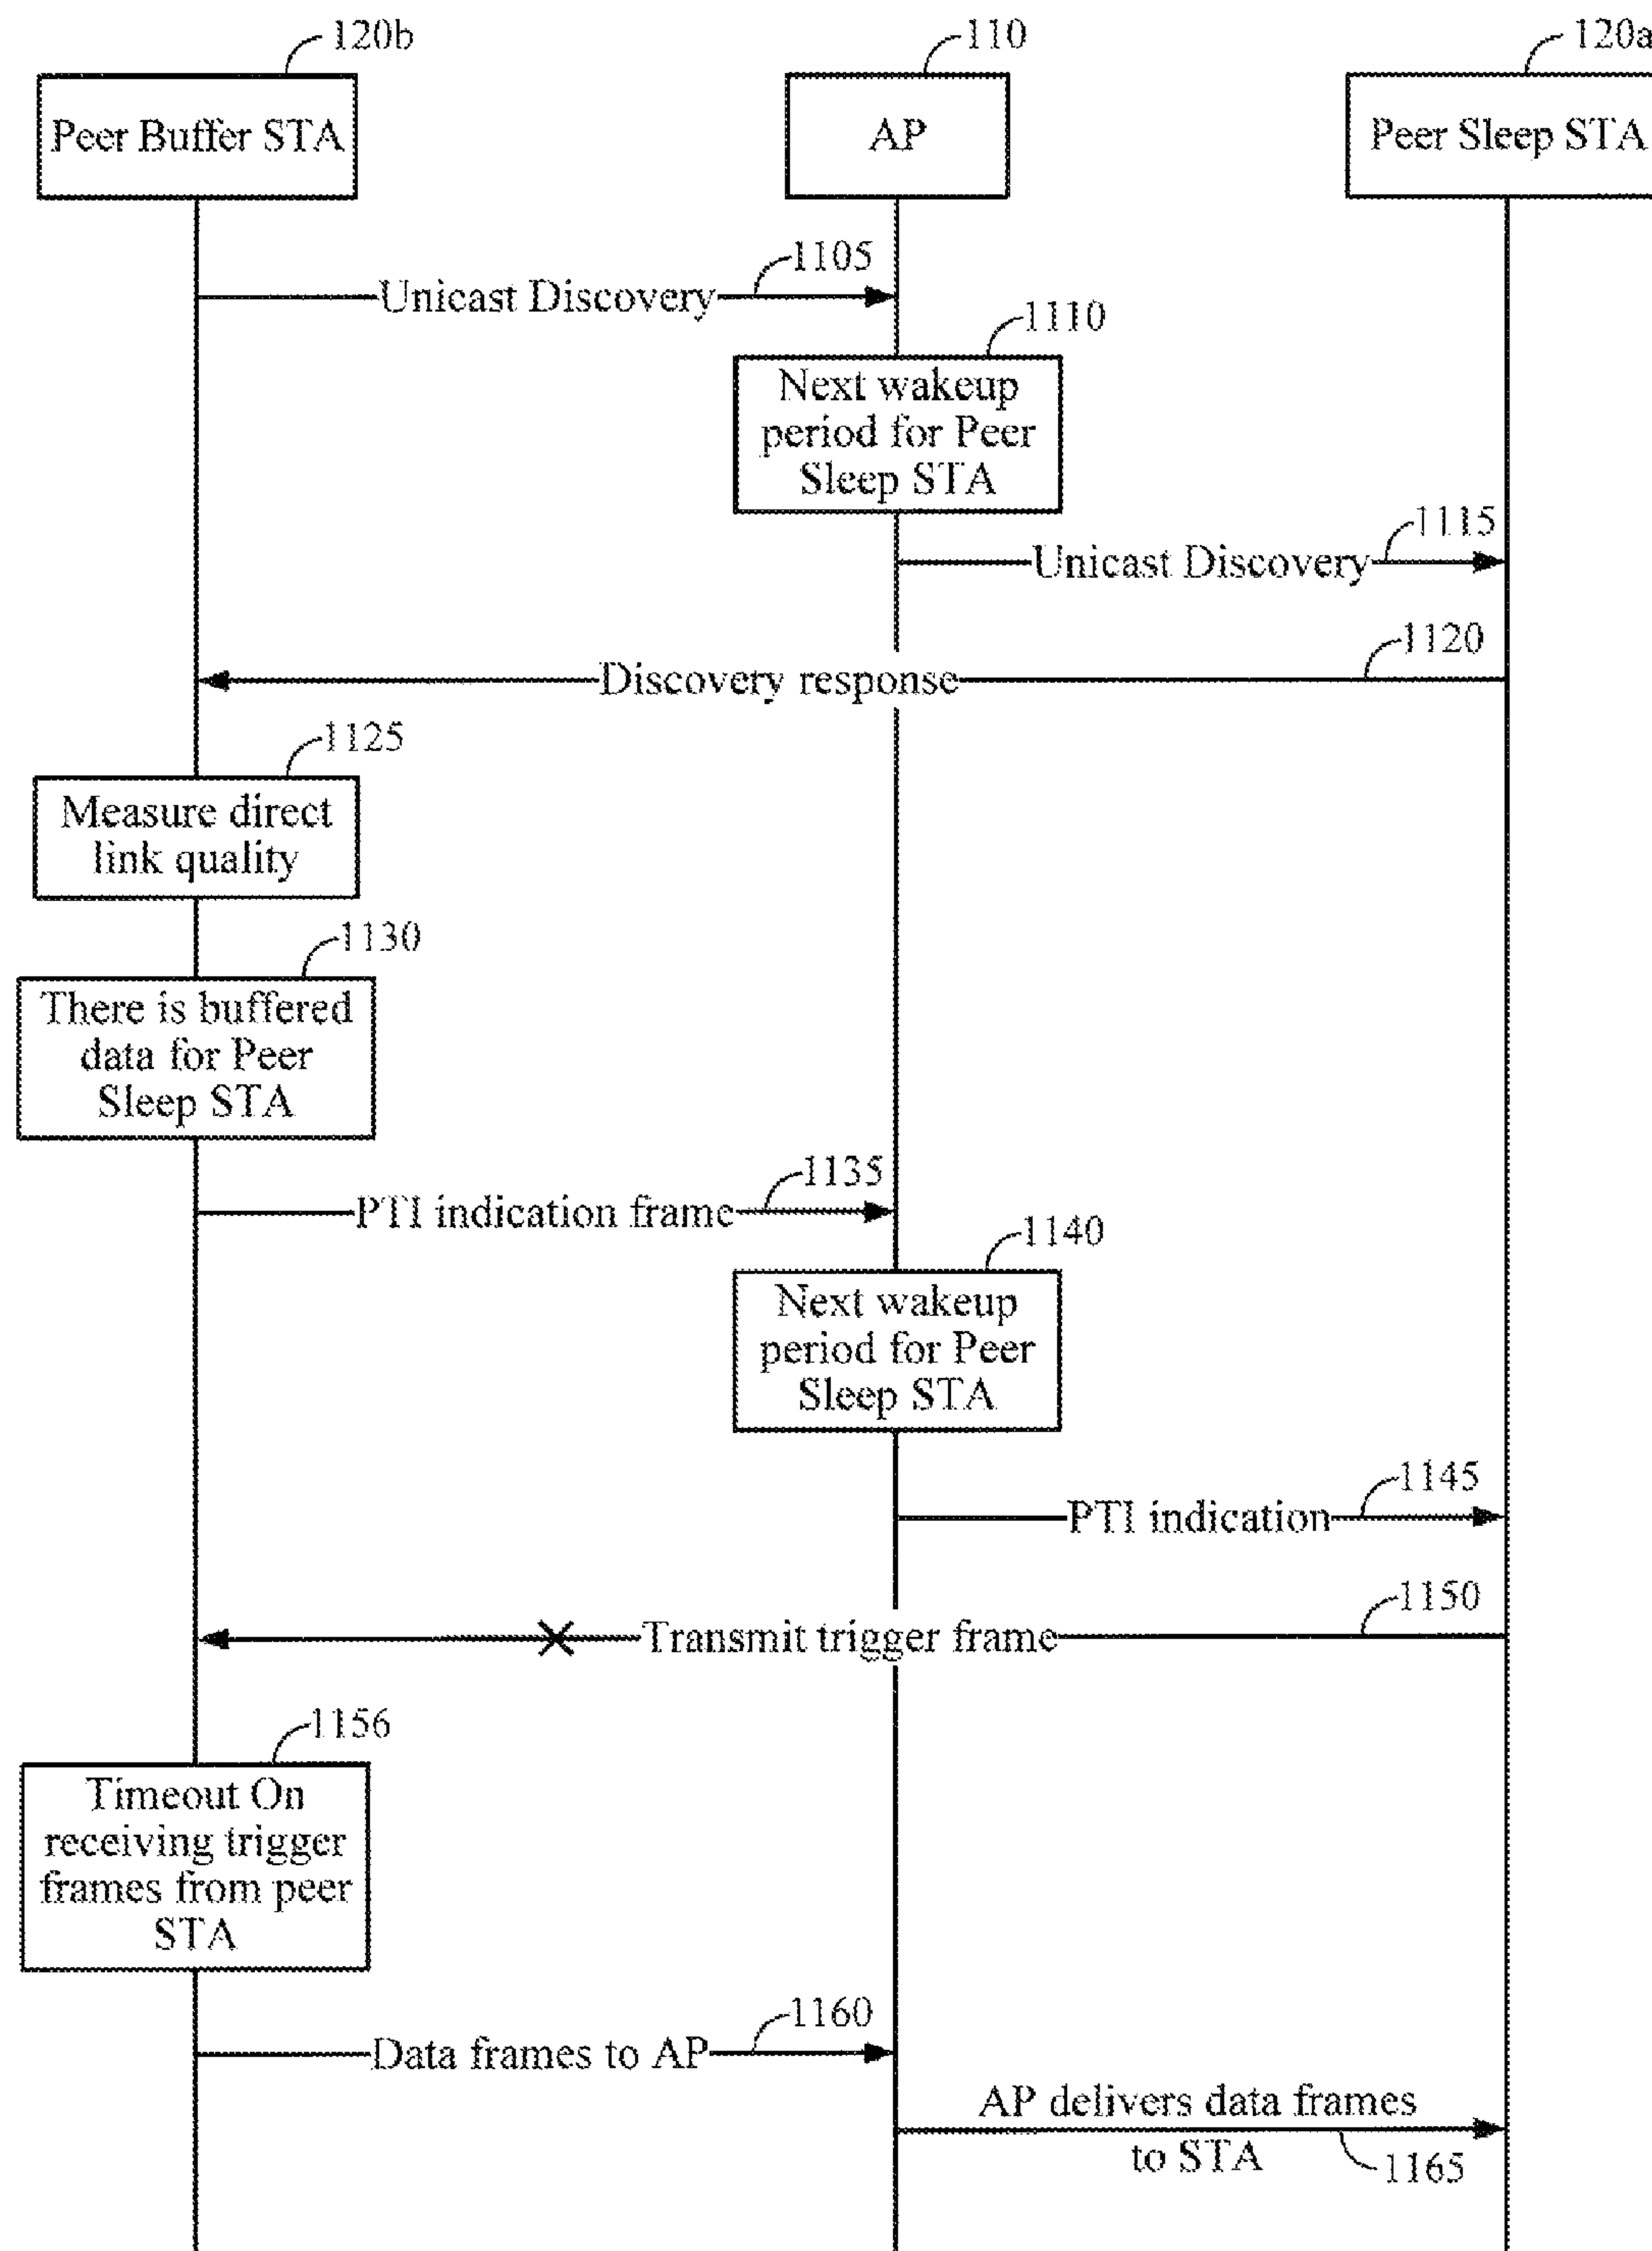 120b
110
120a
Peer Buffer STA
AP
Peer Sleep STA
1105
Unicast Discovery
1110
Next wakeup
period for Peer
Sleep STA
1115
Unicast Discovery
1120
Discovery response
1125
Measure direct
link quality
1130
There is buffered
data for Peer
Sleep STA
1135
PTI indication frame
1140
Next wakeup
period for Peer
Sleep STA
1145
PTI indication
1150
Transmit trigger frame
1156
Timeout On
receiving trigger
frames from peer
STA
1160
Data frames to AP
AP delivers data frames
to STA
1165